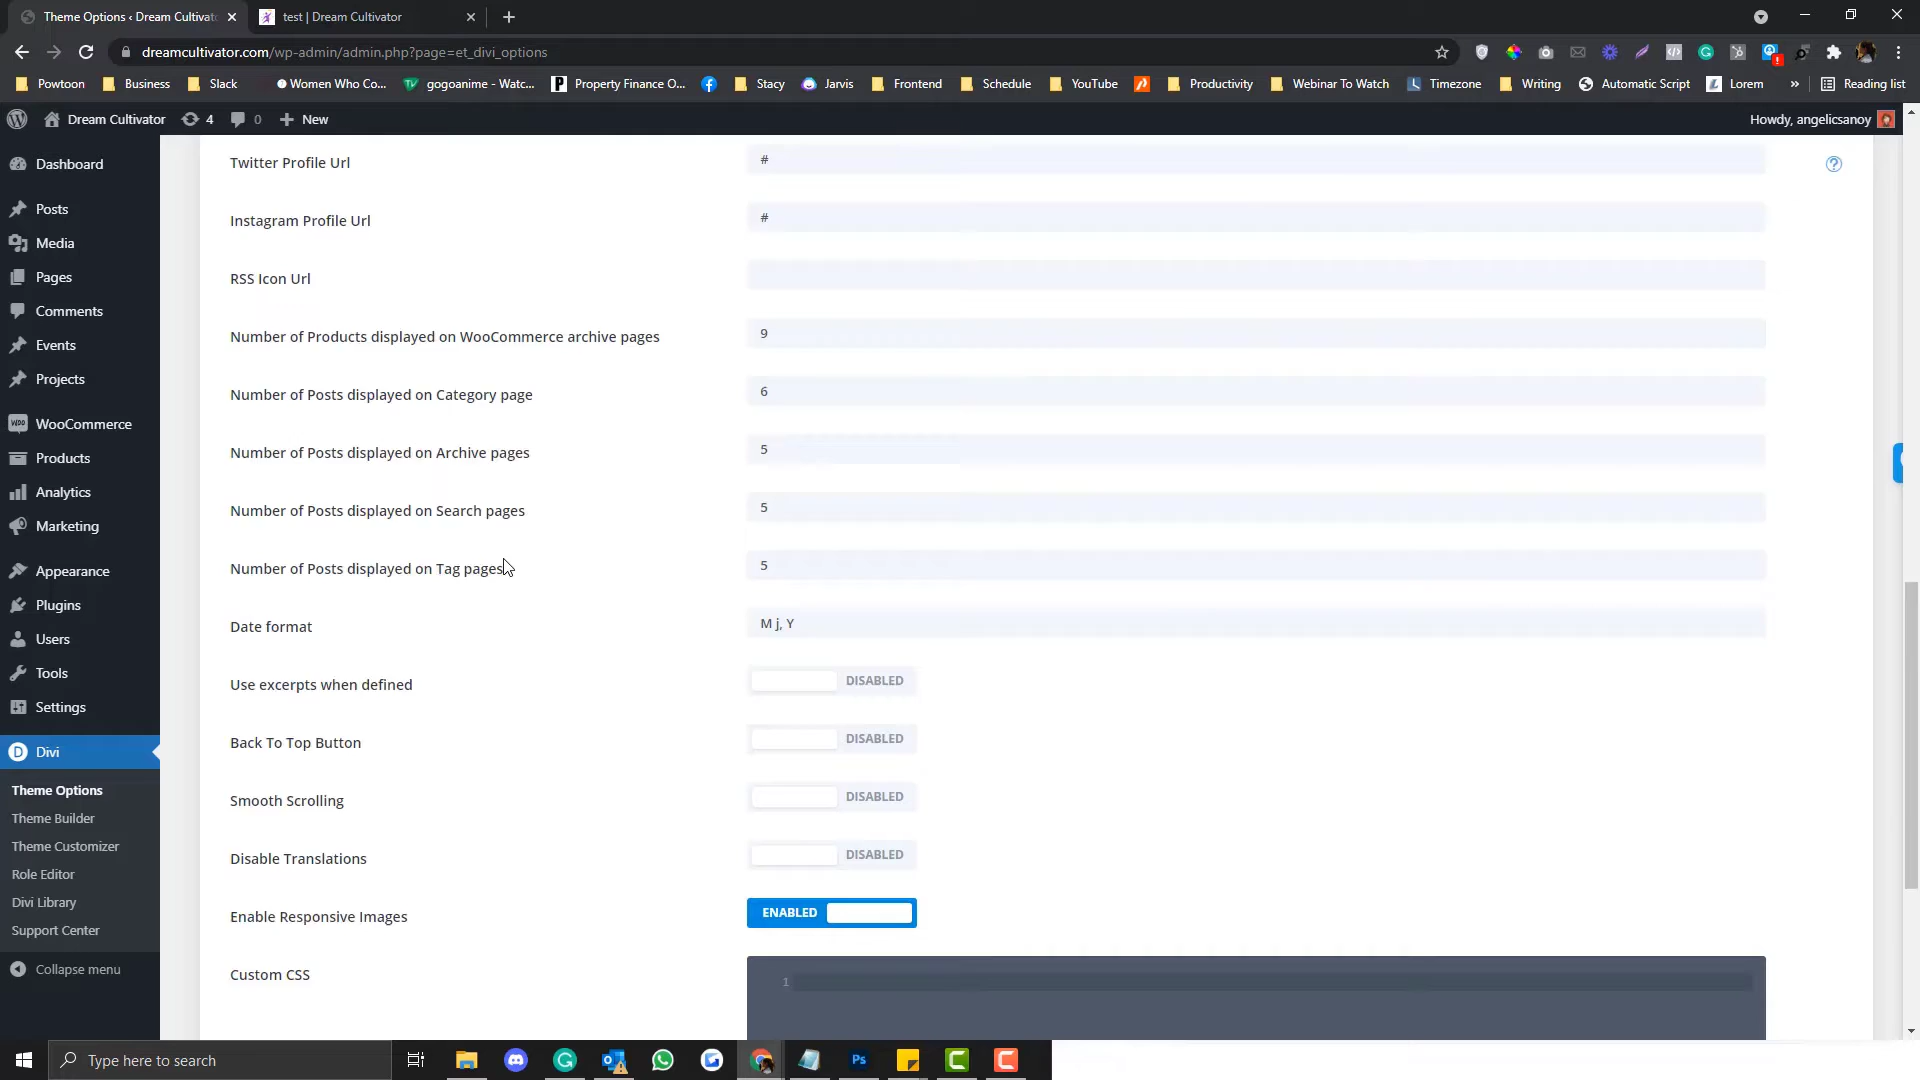 Theme Options ‹ Dream Cultivato
test | Dream Cultivator
dreamcultivator.com/wp-admin/admin.php?page=et_divi_options
Powtoon
Business
Slack
Women Who Co...
gogoanime - Watc...
Property Finance O...
Stacy
Jarvis
Frontend
Schedule
YouTube
Productivity
Webinar To Watch
Timezone
Writing
Automatic Script
Lorem
»
Reading list
Dream Cultivator
4
0
New
Howdy, angelicsanoy
Dashboard
Posts
Media
Pages
Comments
Events
Projects
WooCommerce
Products
Analytics
Marketing
Appearance
Plugins
Users
Tools
Settings
Divi
Theme Options
Theme Builder
Theme Customizer
Role Editor
Divi Library
Support Center
Collapse menu
Twitter Profile Url
#
Instagram Profile Url
#
RSS Icon Url
Number of Products displayed on WooCommerce archive pages
9
Number of Posts displayed on Category page
6
Number of Posts displayed on Archive pages
5
Number of Posts displayed on Search pages
5
Number of Posts displayed on Tag pages
5
Date format
M j, Y
Use excerpts when defined
DISABLED
Back To Top Button
DISABLED
Smooth Scrolling
DISABLED
Disable Translations
DISABLED
Enable Responsive Images
ENABLED
Custom CSS
1
Type here to search
Ps